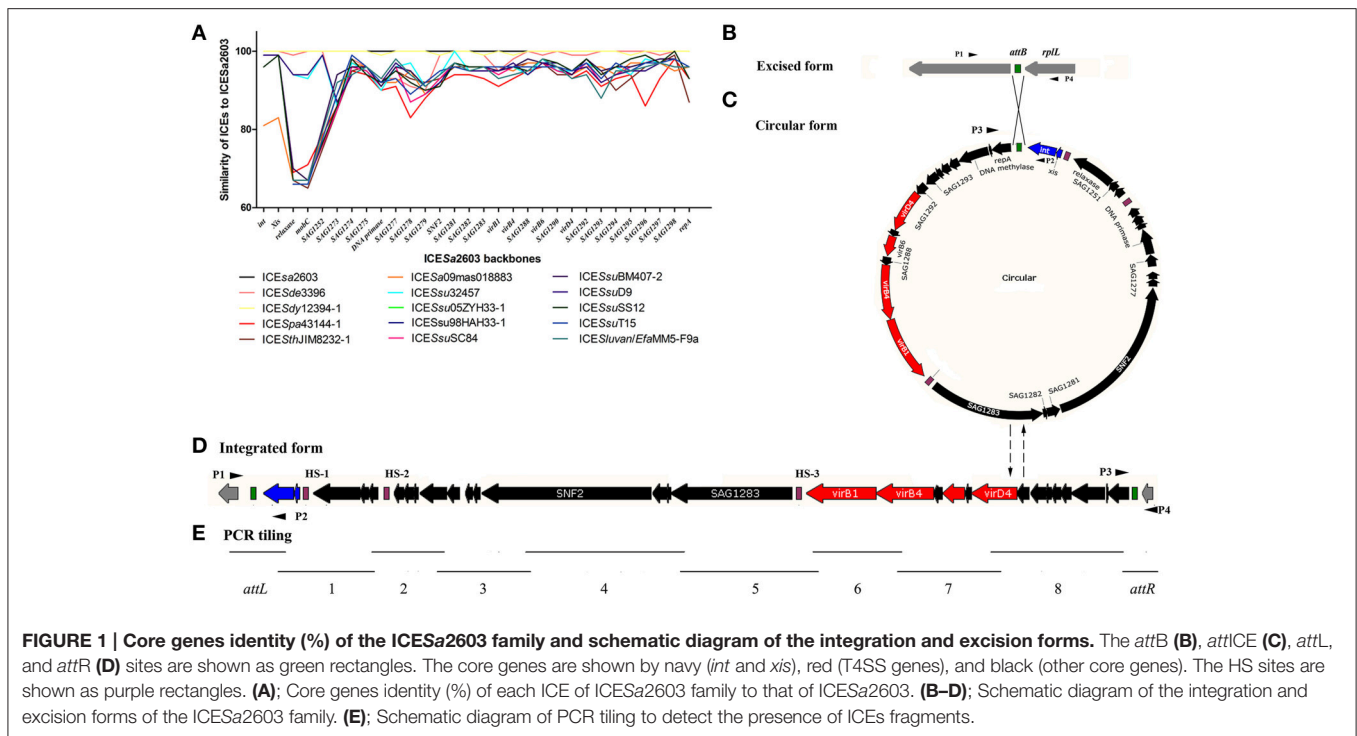 A
100
80
60
Similarity of ICEs to ICESa2603
int
Xis
relaxase
mobC
SAG1252
SAG1273
SAG1274
SAG1275
DNA primase
SAG1277
SAG1278
SAG1279
SNF2
SAG1281
SAG1282
SAG1283
virB1
virB4
SAG1288
virB6
SAG1290
virD4
SAG1292
SAG1293
SAG1294
SAG1295
SAG1296
SAG1297
SAG1298
repA
ICESa2603 backbones
ICEsa2603
ICESde3396
ICESdy12394-1
ICESpa43144-1
ICESthJIM8232-1
ICESa09mas018883
ICESsu32457
ICESsu05ZYH33-1
ICESsu98HAH33-1
ICESsuSC84
ICESsuBM407-2
ICESsuD9
ICESsuSS12
ICESsuT15
ICESluvan/EfaMM5-F9a
B
Excised form
P1
attB
rplL
P4
C
Circular form
P3
int
P2
xis
relaxase
SAG1251
DNA primase
SAG1277
SNF2
SAG1281
SAG1282
SAG1283
virB1
virB4
SAG1288
virB6
virD4
SAG1292
SAG1293
DNA methylase
repA
Circular
D Integrated form
P1
HS-1
HS-2
HS-3
P3
SNF2
SAG1283
virB1
virB4
virD4
P2
P4
E PCR tiling
attL 1 2 3 4 5 6 7 8 attR
FIGURE 1 | Core genes identity (%) of the ICESa2603 family and schematic diagram of the integration and excision forms. The attB (B), attICE (C), attL,
and attR (D) sites are shown as green rectangles. The core genes are shown by navy (int and xis), red (T4SS genes), and black (other core genes). The HS sites are
shown as purple rectangles. (A); Core genes identity (%) of each ICE of ICESa2603 family to that of ICESa2603. (B–D); Schematic diagram of the integration and
excision forms of the ICESa2603 family. (E); Schematic diagram of PCR tiling to detect the presence of ICEs fragments.